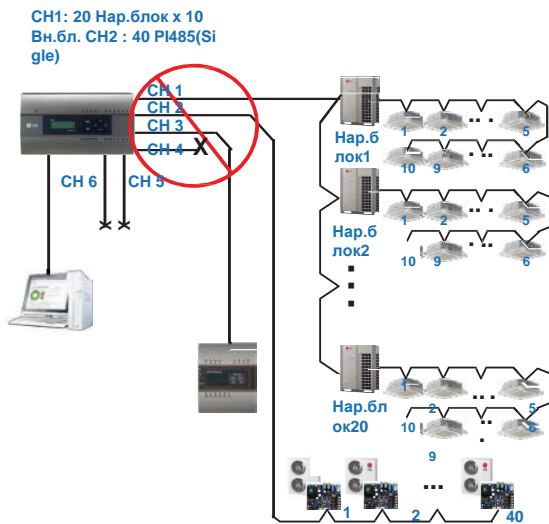 CH1: 20 Нар.блок x 10
Вн.бл. CH2 : 40 PI485(Si
gle)
CH 1
CH 2
CH 3
CH 4
CH 6
CH 5
Нар.б
лок1
1
2
5
10
9
6
Нар.б
лок2
1
2
5
10
9
6
Нар.бл
ок20
1
2
5
10
9
6
1
2
40
LG